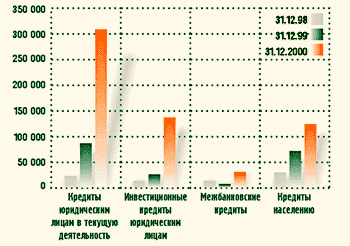 350 000
300 000
250 000
200 000
150 000
100 000
50 000
0
31.12.98
31.12.99
31.12.2000
Кредиты
юридическим
лицам в текущую
деятельность
Инвестиционные
кредиты
юридическим
лицам
Межбанковские
кредиты
Кредиты
населению